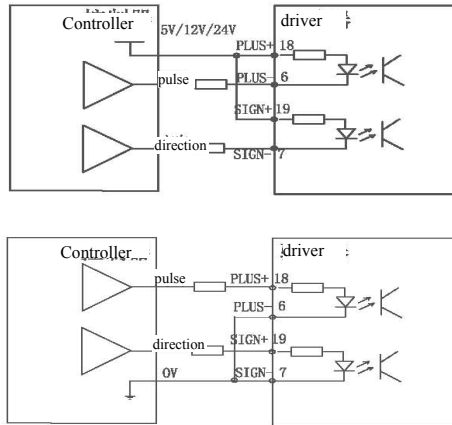 Controller
driver
5V/12V/24V
PLUS+ 18
pulse PLUS- 6
SIGN+ 19
direction SIGN- 7
Controller
driver
pulse PLUS+ 18
PLUS- 6
direction SIGN+ 19
0V SIGN- 7